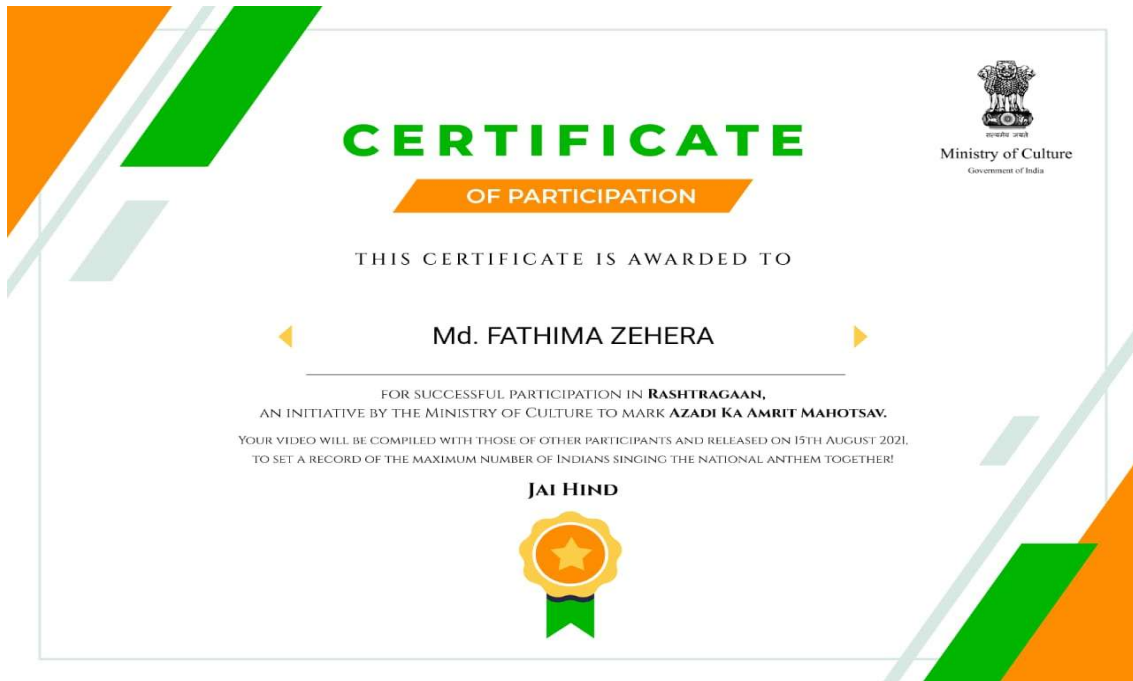 CERTIFICATE
OF PARTICIPATION
सत्यमेव जयते
Ministry of Culture
Government of India
THIS CERTIFICATE IS AWARDED TO
Md. FATHIMA ZEHERA
FOR SUCCESSFUL PARTICIPATION IN RASHTRAGAAN,
AN INITIATIVE BY THE MINISTRY OF CULTURE TO MARK AZADI KA AMRIT MAHOTSAV.
YOUR VIDEO WILL BE COMPILED WITH THOSE OF OTHER PARTICIPANTS AND RELEASED ON 15TH AUGUST 2021,
TO SET A RECORD OF THE MAXIMUM NUMBER OF INDIANS SINGING THE NATIONAL ANTHEM TOGETHER!
JAI HIND